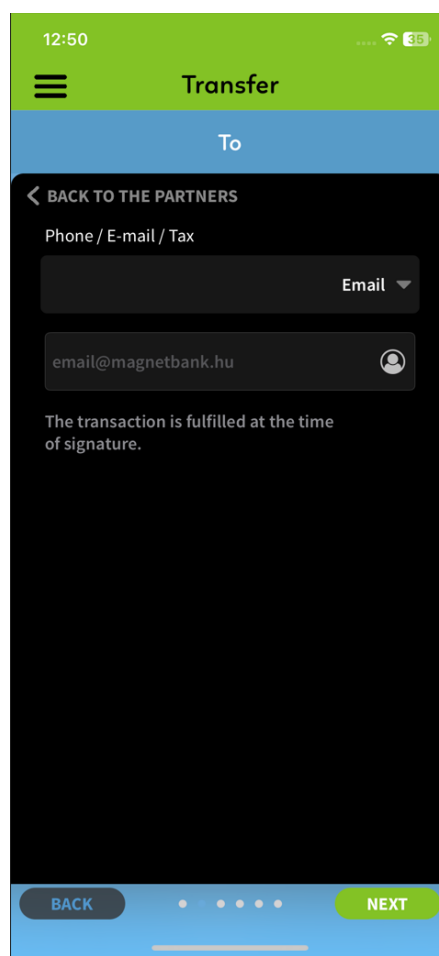 12:50
35
Transfer
To
BACK TO THE PARTNERS
Phone / E-mail / Tax
Email
email@magnetbank.hu
The transaction is fulfilled at the time
of signature.
BACK
NEXT